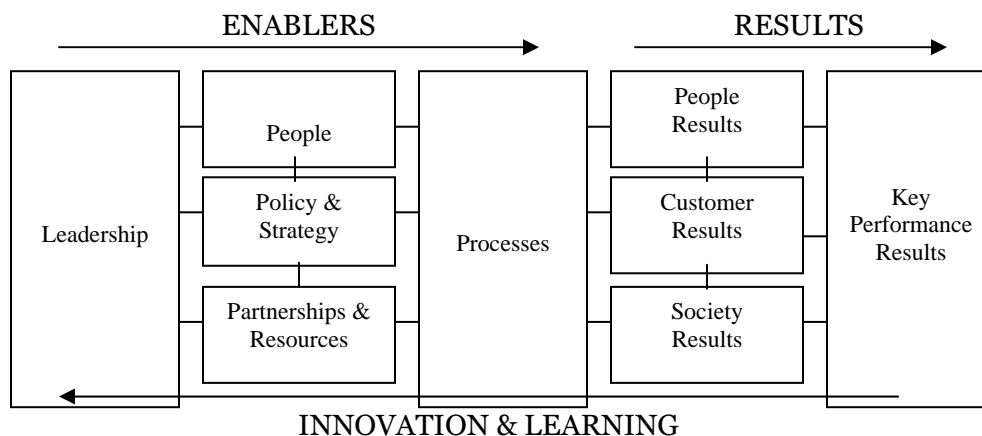 ENABLERS
RESULTS
Leadership
People
Policy &
Strategy
Partnerships &
Resources
Processes
People
Results
Customer
Results
Society
Results
Key
Performance
Results
INNOVATION & LEARNING